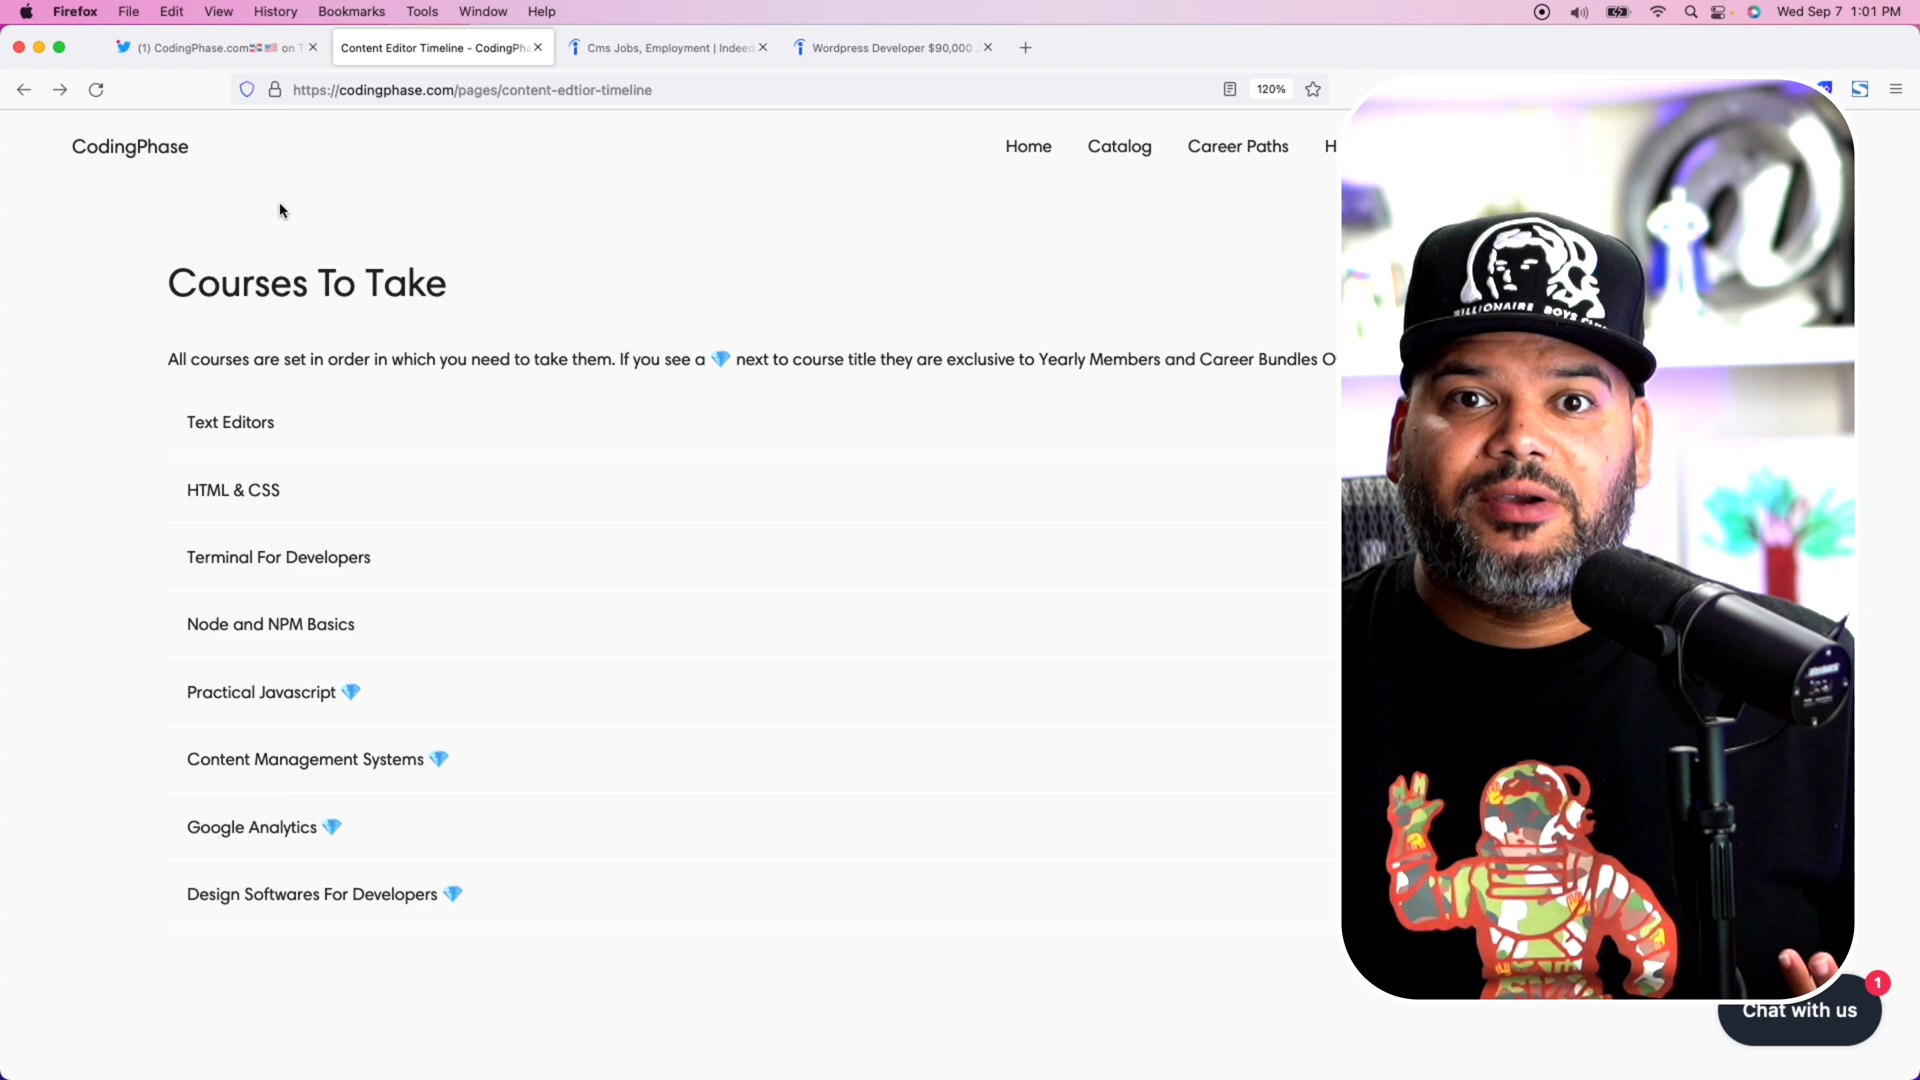 Firefox File Edit View History Bookmarks Tools Window Help Wed Sep 7 1:01 PM
(1) CodingPhase.com🇩🇴🇺🇸 on T
Content Editor Timeline - CodingPha
Cms Jobs, Employment | Indeed
Wordpress Developer $90,000
https://codingphase.com/pages/content-edtior-timeline
120%
CodingPhase
Home Catalog Career Paths H
Courses To Take
All courses are set in order in which you need to take them. If you see a 💎 next to course title they are exclusive to Yearly Members and Career Bundles O
Text Editors
HTML & CSS
Terminal For Developers
Node and NPM Basics
Practical Javascript 💎
Content Management Systems 💎
Google Analytics 💎
Design Softwares For Developers 💎
BILLIONAIRE BOYS
1
Chat with us